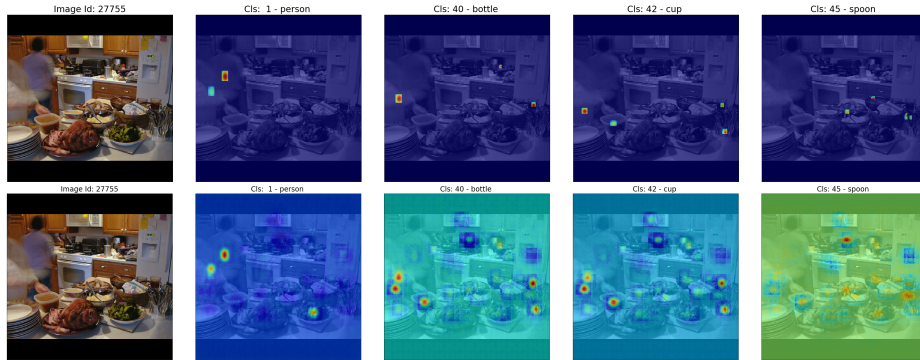 Image Id: 27755
Cls: 1 - person
Cls: 40 - bottle
Cls: 42 - cup
Cls: 45 - spoon
Image Id: 27755
Cls: 1 - person
Cls: 40 - bottle
Cls: 42 - cup
Cls: 45 - spoon